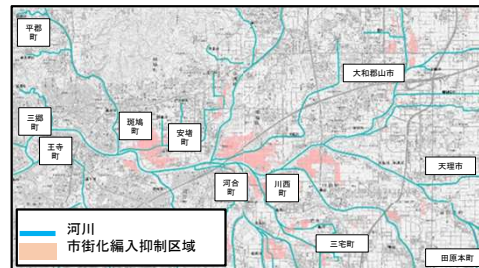 平郡
町
大和郡山市
三郷
町
斑鳩
町
安堵
町
王寺
町
天理市
河合
町
川西
町
河川
市街化編入抑制区域
三宅町
田原本町